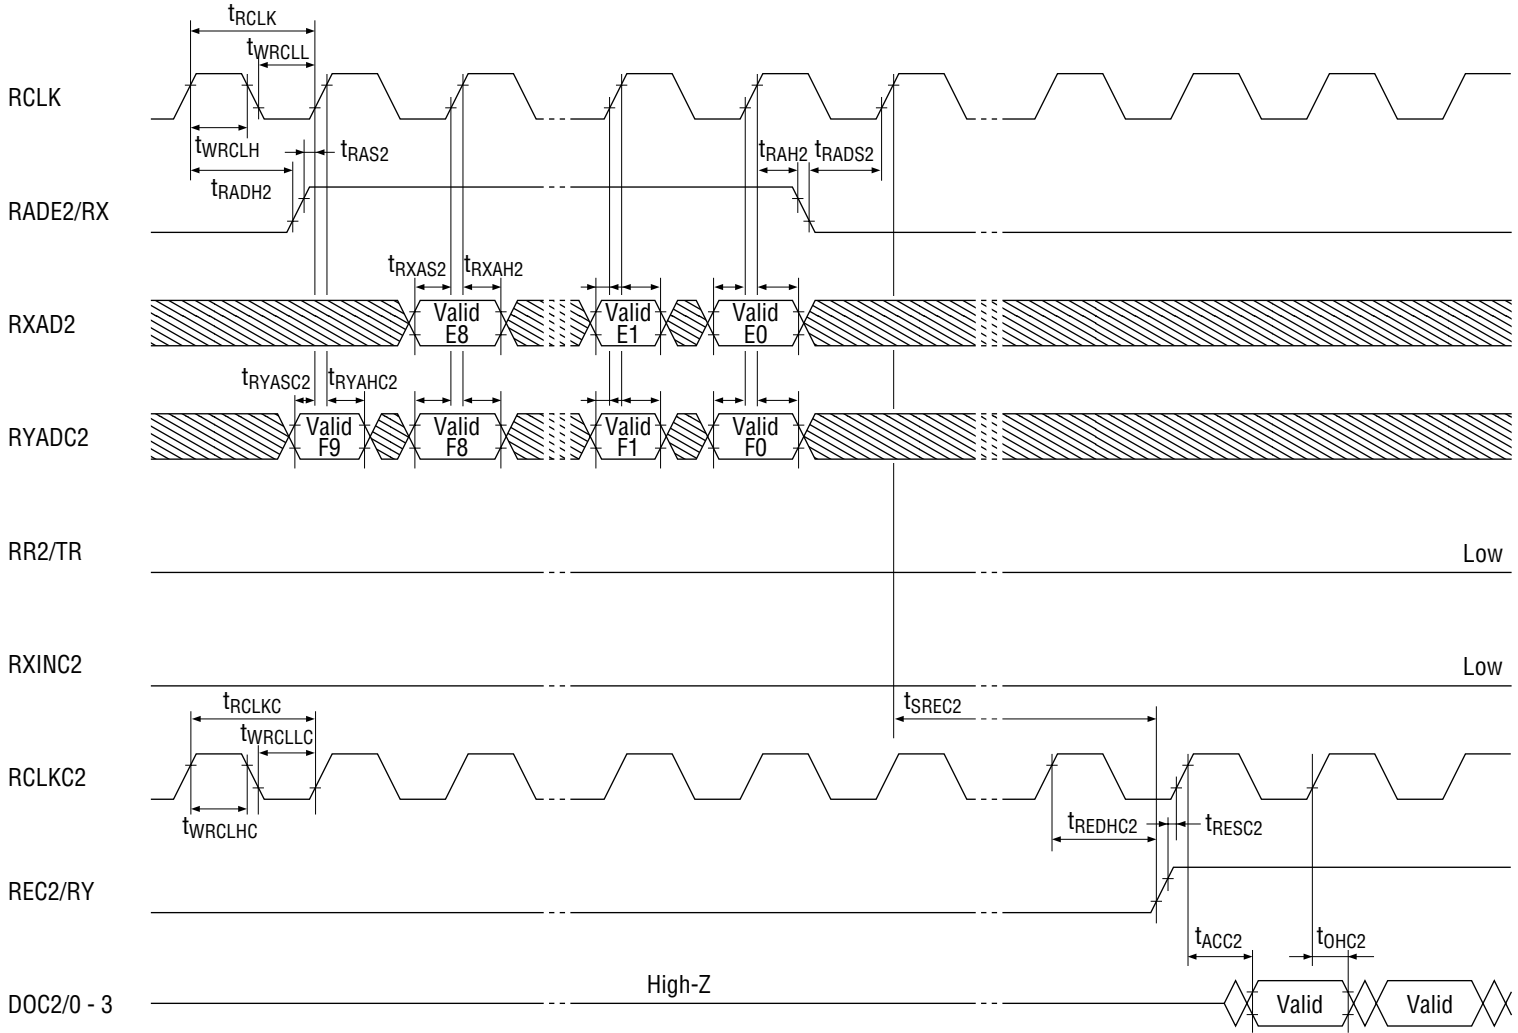 tRCLK
tWRCLL
RCLK
tWRCLH
tRAS2
tRAH2
tRADS2
tRADH2
RADE2/RX
tRXAS2
tRXAH2
RXAD2
Valid
E8
Valid
E1
Valid
E0
tRYASC2
tRYAHC2
RYADC2
Valid
F9
Valid
F8
Valid
F1
Valid
F0
RR2/TR
Low
RXINC2
Low
tRCLKC
tSREC2
tWRCLLC
RCLKC2
tWRCLHC
tREDHC2
tRESC2
REC2/RY
tACC2
tOHC2
High-Z
DOC2/0 - 3
Valid
Valid